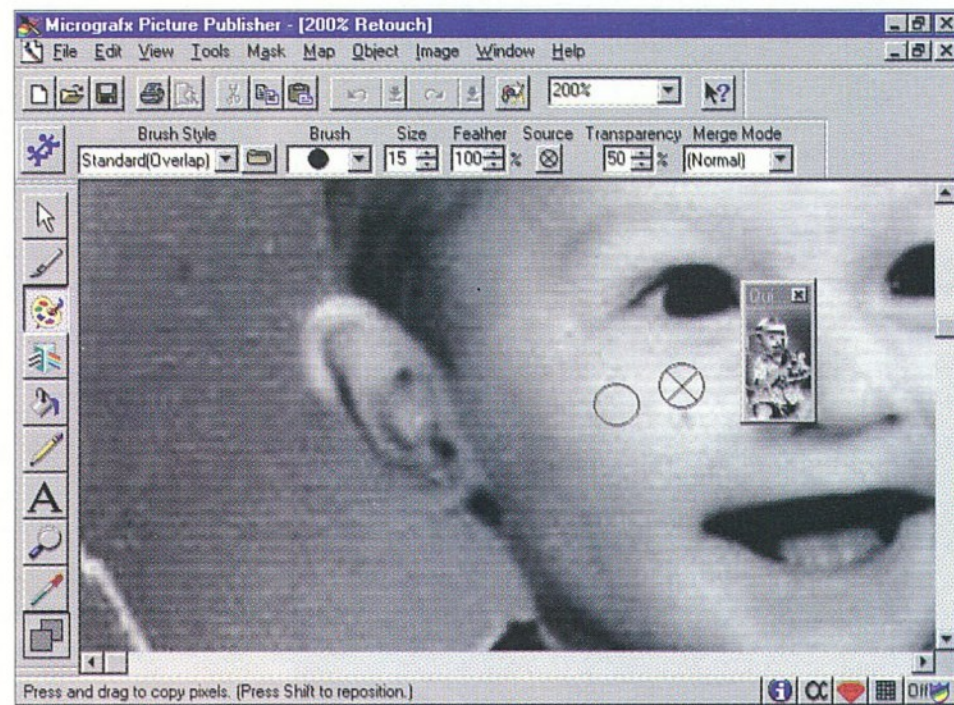 Micrografx Picture Publisher - [200% Retouch]
File Edit View Tools Mask Map Object Image Window Help
200%
Brush Style Brush Size Feather Source Transparency Merge Mode
Standard(Overlap) 15 100 % 50 % (Normal)
A
Press and drag to copy pixels. (Press Shift to reposition.) Off